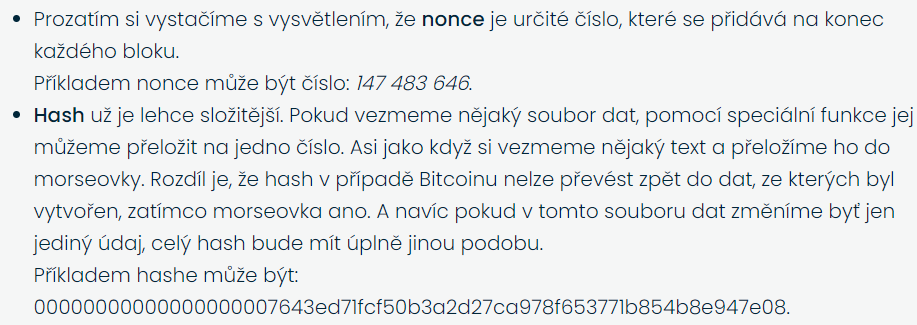 • Prozatím si vystačíme s vysvětlením, že nonce je určité číslo, které se přidává na konec
každého bloku.
Příkladem nonce může být číslo: 147 483 646.
• Hash už je lehce složitější. Pokud vezmeme nějaký soubor dat, pomocí speciální funkce jej
můžeme přeložit na jedno číslo. Asi jako když si vezmeme nějaký text a přeložíme ho do
morseovky. Rozdíl je, že hash v případě Bitcoinu nelze převést zpět do dat, ze kterých byl
vytvořen, zatímco morseovka ano. A navíc pokud v tomto souboru dat změníme byť jen
jediný údaj, celý hash bude mít úplně jinou podobu.
Příkladem hashe může být:
00000000000000000007643ed71fcf50b3a2d27ca978f653771b854b8e947e08.